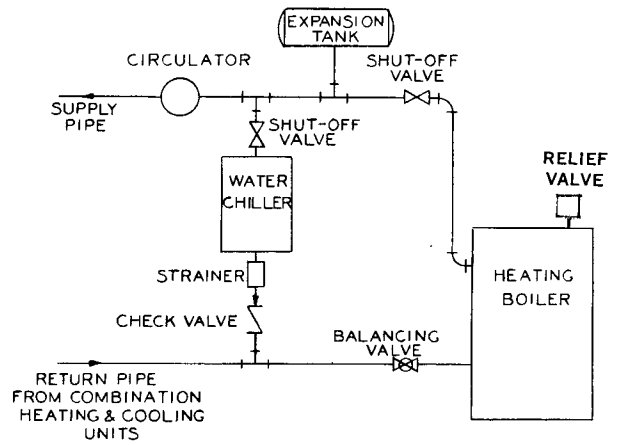 EXPANSION
TANK
CIRCULATOR
SHUT-OFF
VALVE
SUPPLY
PIPE
SHUT-OFF
VALVE
RELIEF
VALVE
WATER
CHILLER
HEATING
BOILER
STRAINER
CHECK VALVE
BALANCING
VALVE
RETURN PIPE
FROM COMBINATION
HEATING & COOLING
UNITS